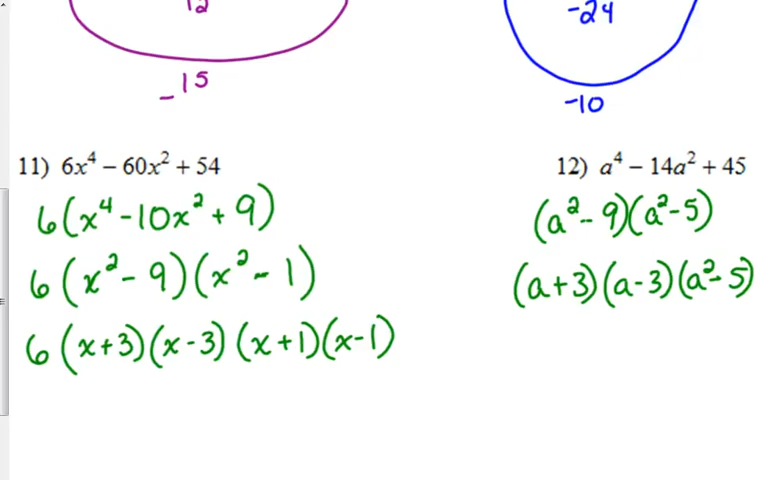 12
-24
-15
-10
11) 6x⁴ − 60x² + 54
12) a⁴ − 14a² + 45
6(x⁴ -10x² + 9)
(a² - 9)(a² - 5)
6(x² - 9)(x² - 1)
(a+3)(a-3)(a² - 5)
6(x+3)(x-3)(x+1)(x-1)